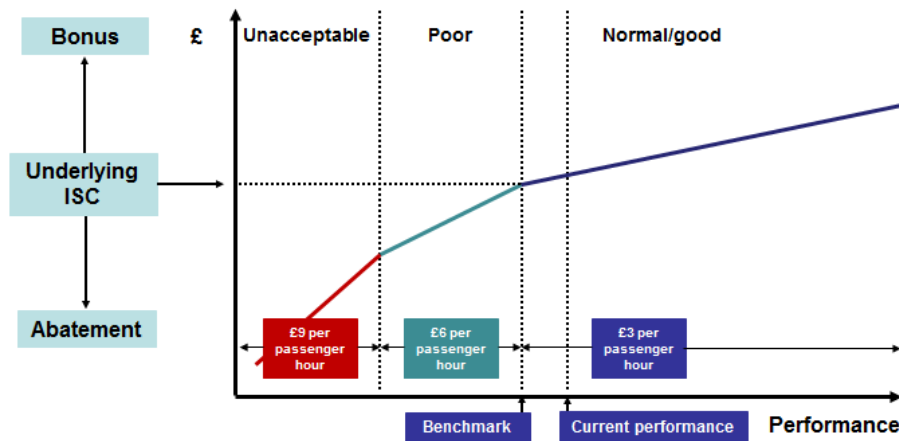 Bonus
£
Unacceptable
Poor
Normal/good
Underlying
ISC
Abatement
£9 per
passenger
hour
£6 per
passenger
hour
£3 per
passenger
hour
Benchmark
Current performance
Performance